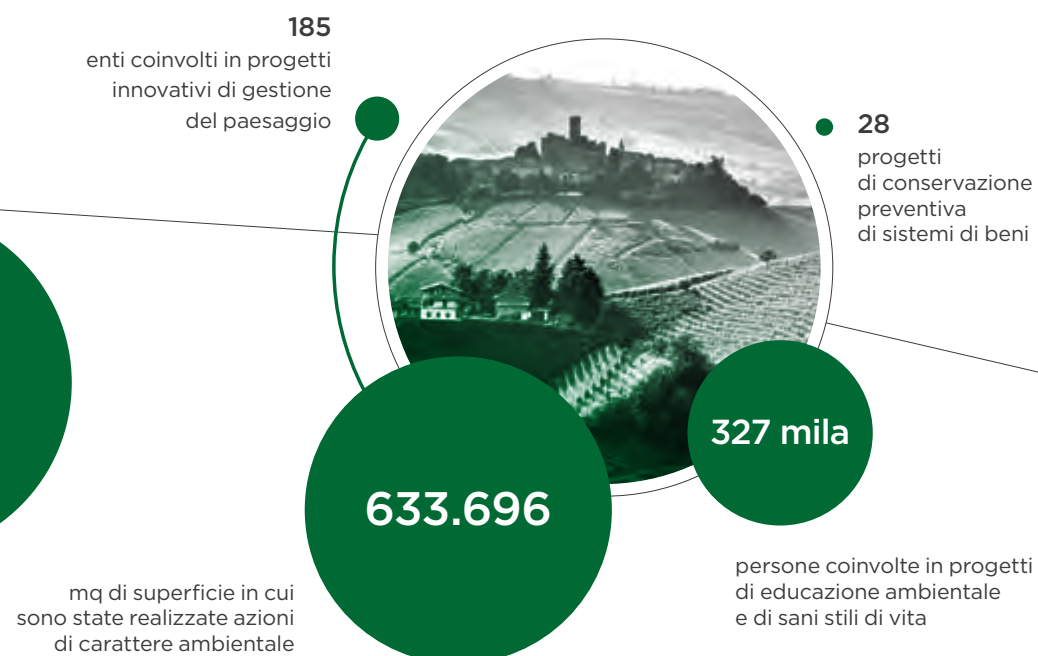 185
enti coinvolti in progetti
innovativi di gestione
del paesaggio
28
progetti
di conservazione
preventiva
di sistemi di beni
633.696
mq di superficie in cui
sono state realizzate azioni
di carattere ambientale
327 mila
persone coinvolte in progetti
di educazione ambientale
e di sani stili di vita